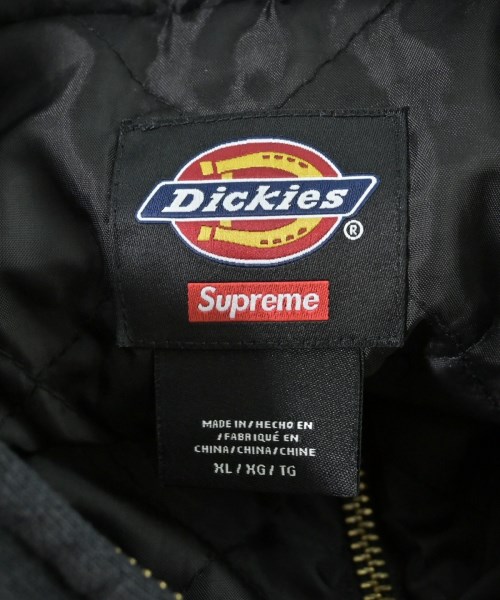 Dickies
®
Supreme
MADE IN/HECHO EN
/FABRIQUÉ EN
CHINA/CHINA/CHINE
XL/XG/TG